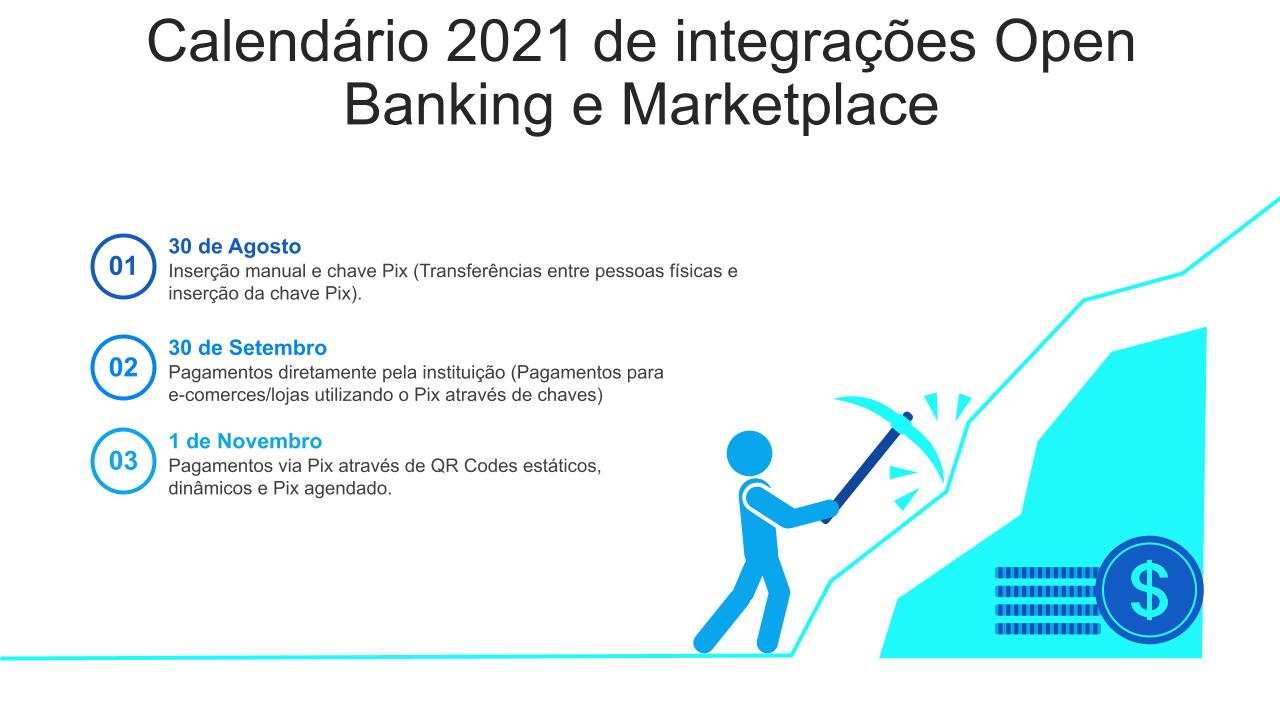 Calendário 2021 de integrações Open
Banking e Marketplace
01
30 de Agosto
Inserção manual e chave Pix (Transferências entre pessoas físicas e
inserção da chave Pix).
02
30 de Setembro
Pagamentos diretamente pela instituição (Pagamentos para
e-comerces/lojas utilizando o Pix através de chaves)
03
1 de Novembro
Pagamentos via Pix através de QR Codes estáticos,
dinâmicos e Pix agendado.
$